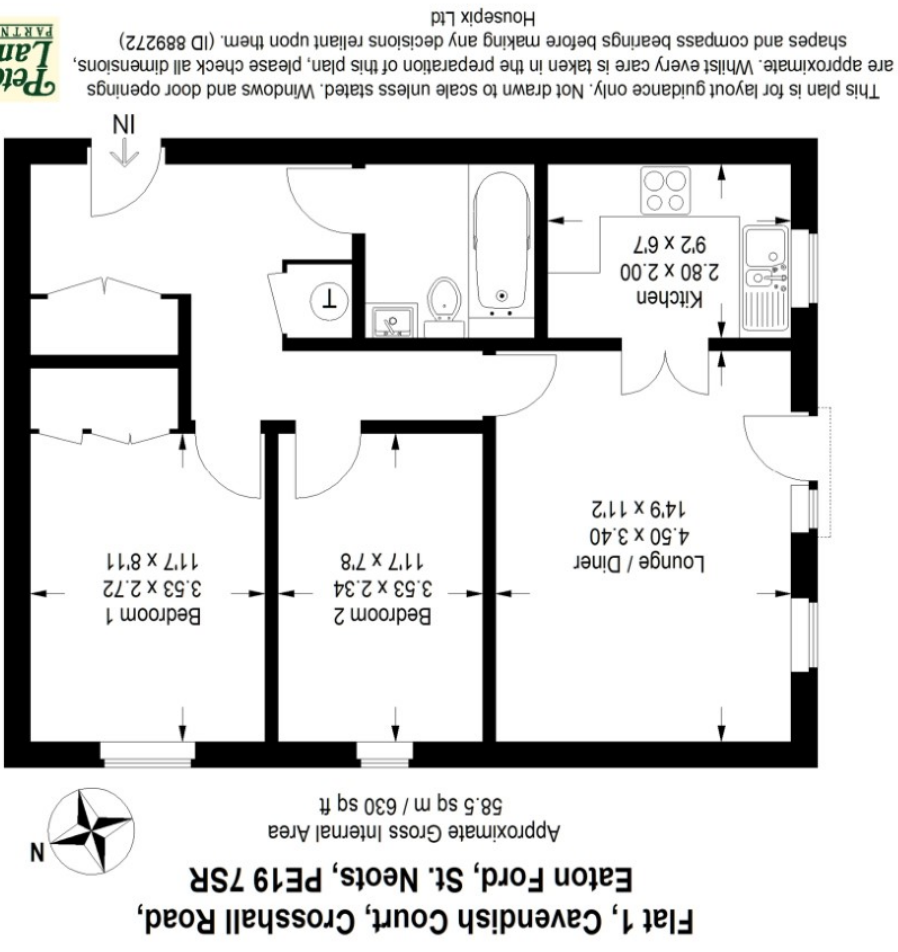 Flat 1, Cavendish Court, Crosshall Road,
Eaton Ford, St. Neots, PE19 7SR
Approximate Gross Internal Area
58.5 sq m / 630 sq ft
N
Lounge / Diner
4.50 x 3.40
14'9 x 11'2
Bedroom 2
3.53 x 2.34
11'7 x 7'8
Bedroom 1
3.53 x 2.72
11'7 x 8'11
Kitchen
2.80 x 2.00
9'2 x 6'7
T
IN
This plan is for layout guidance only. Not drawn to scale unless stated. Windows and door openings
are approximate. Whilst every care is taken in the preparation of this plan, please check all dimensions,
shapes and compass bearings before making any decisions reliant upon them. (ID 889272)
Housepix Ltd